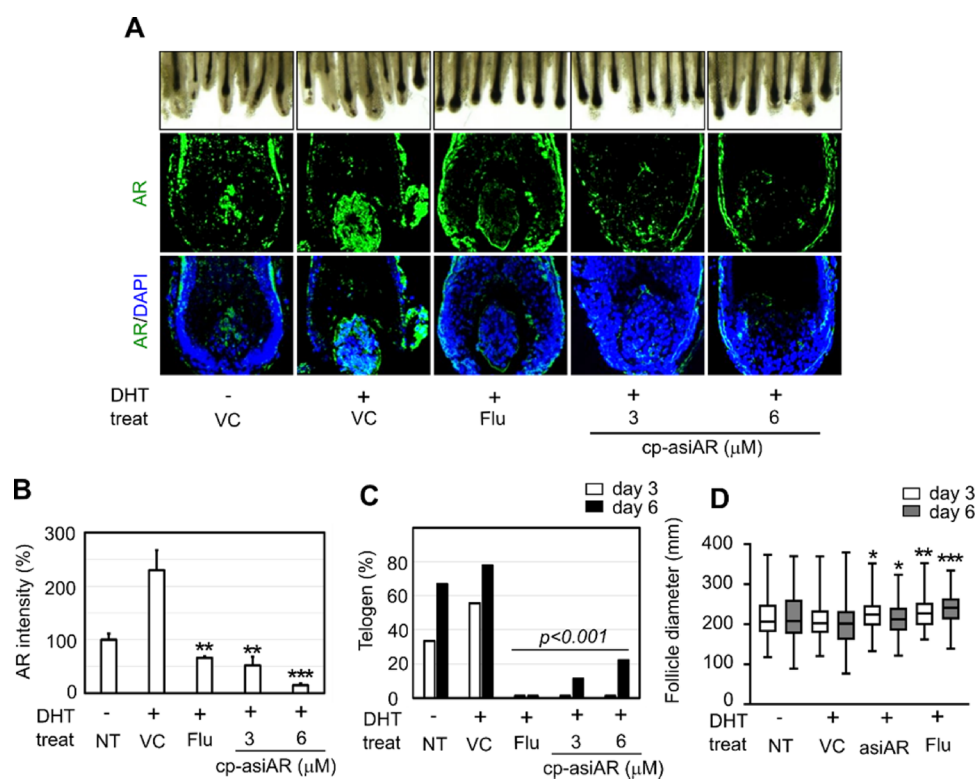 A
AR
AR/DAPI
DHT - + + + +
treat VC VC Flu 3 6
cp-asiAR (μM)
B
AR intensity (%)
300
200
100
0
** ** ***
DHT - + + + +
treat NT VC Flu 3 6
cp-asiAR (μM)
C
day 3
day 6
Telogen (%)
80
60
40
20
0
p<0.001
DHT - + + + +
treat NT VC Flu 3 6
cp-asiAR (μM)
D
day 3
day 6
Follicle diameter (mm)
400
300
200
100
0
* * ** ***
DHT - + + +
treat NT VC asiAR Flu